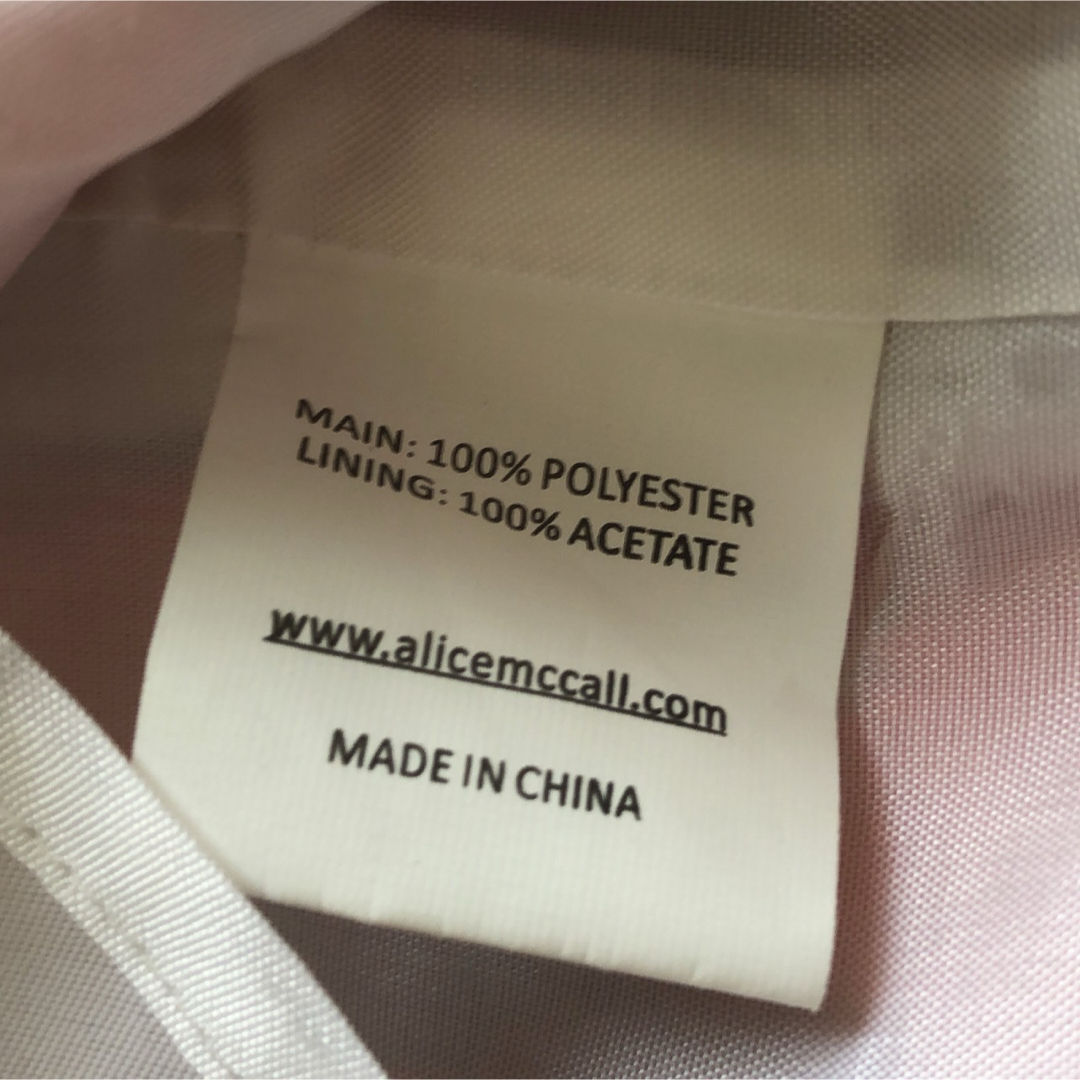 MAIN: 100% POLYESTER
LINING: 100% ACETATE
www.alicemccall.com
MADE IN CHINA